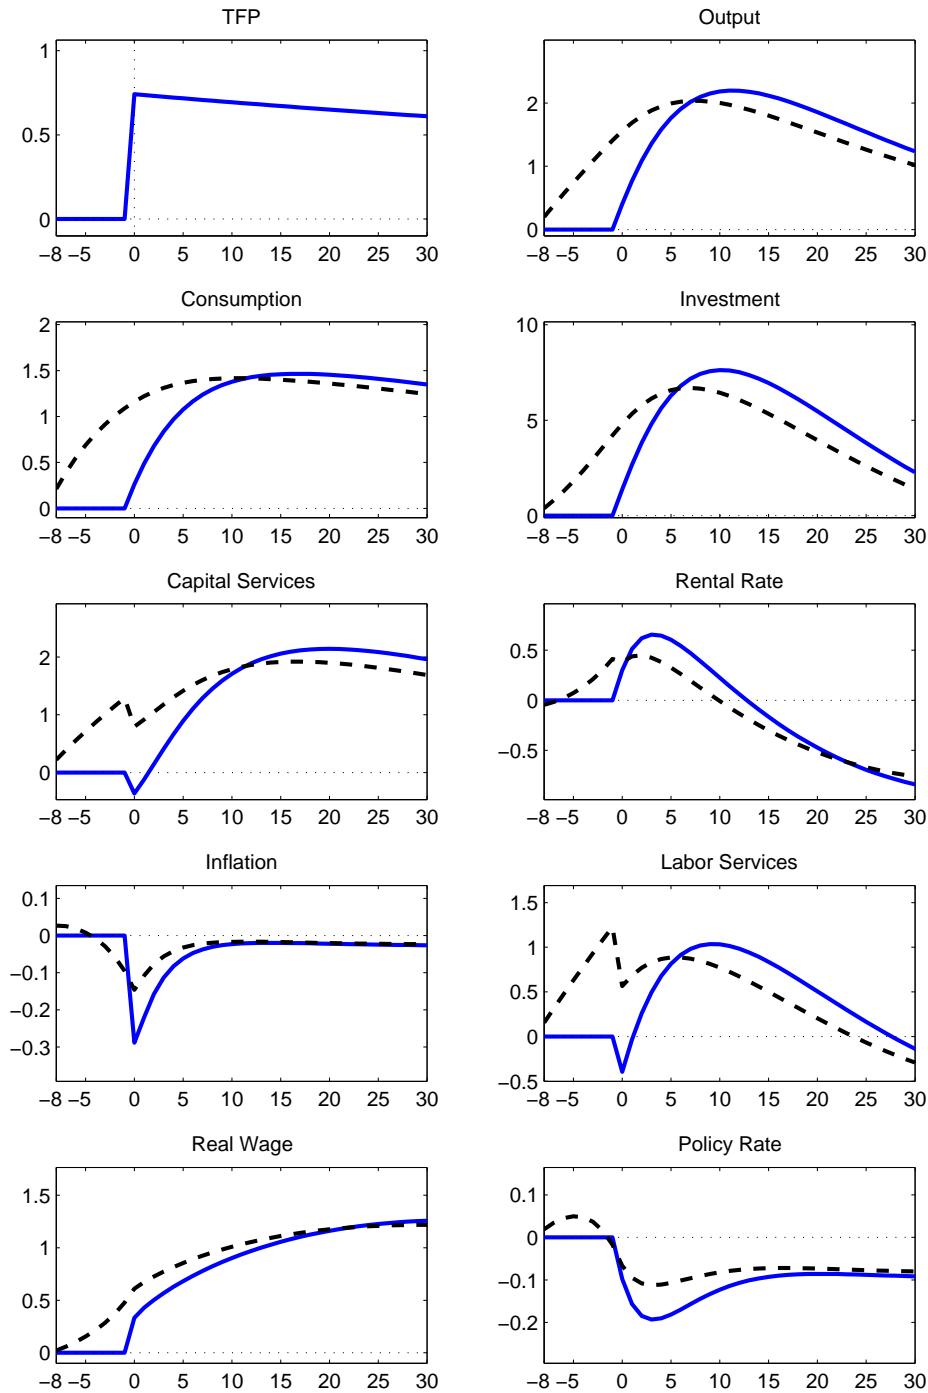 TFP
1
0.5
0
−8 −5 0 5 10 15 20 25 30
Output
2
1
0
−8 −5 0 5 10 15 20 25 30
Consumption
2
1.5
1
0.5
0
−8 −5 0 5 10 15 20 25 30
Investment
10
5
0
−8 −5 0 5 10 15 20 25 30
Capital Services
2
1
0
−8 −5 0 5 10 15 20 25 30
Rental Rate
0.5
0
−0.5
−8 −5 0 5 10 15 20 25 30
Inflation
0.1
0
−0.1
−0.2
−0.3
−8 −5 0 5 10 15 20 25 30
Labor Services
1.5
1
0.5
0
−0.5
−8 −5 0 5 10 15 20 25 30
Real Wage
1.5
1
0.5
0
−8 −5 0 5 10 15 20 25 30
Policy Rate
0.1
0
−0.1
−0.2
−8 −5 0 5 10 15 20 25 30